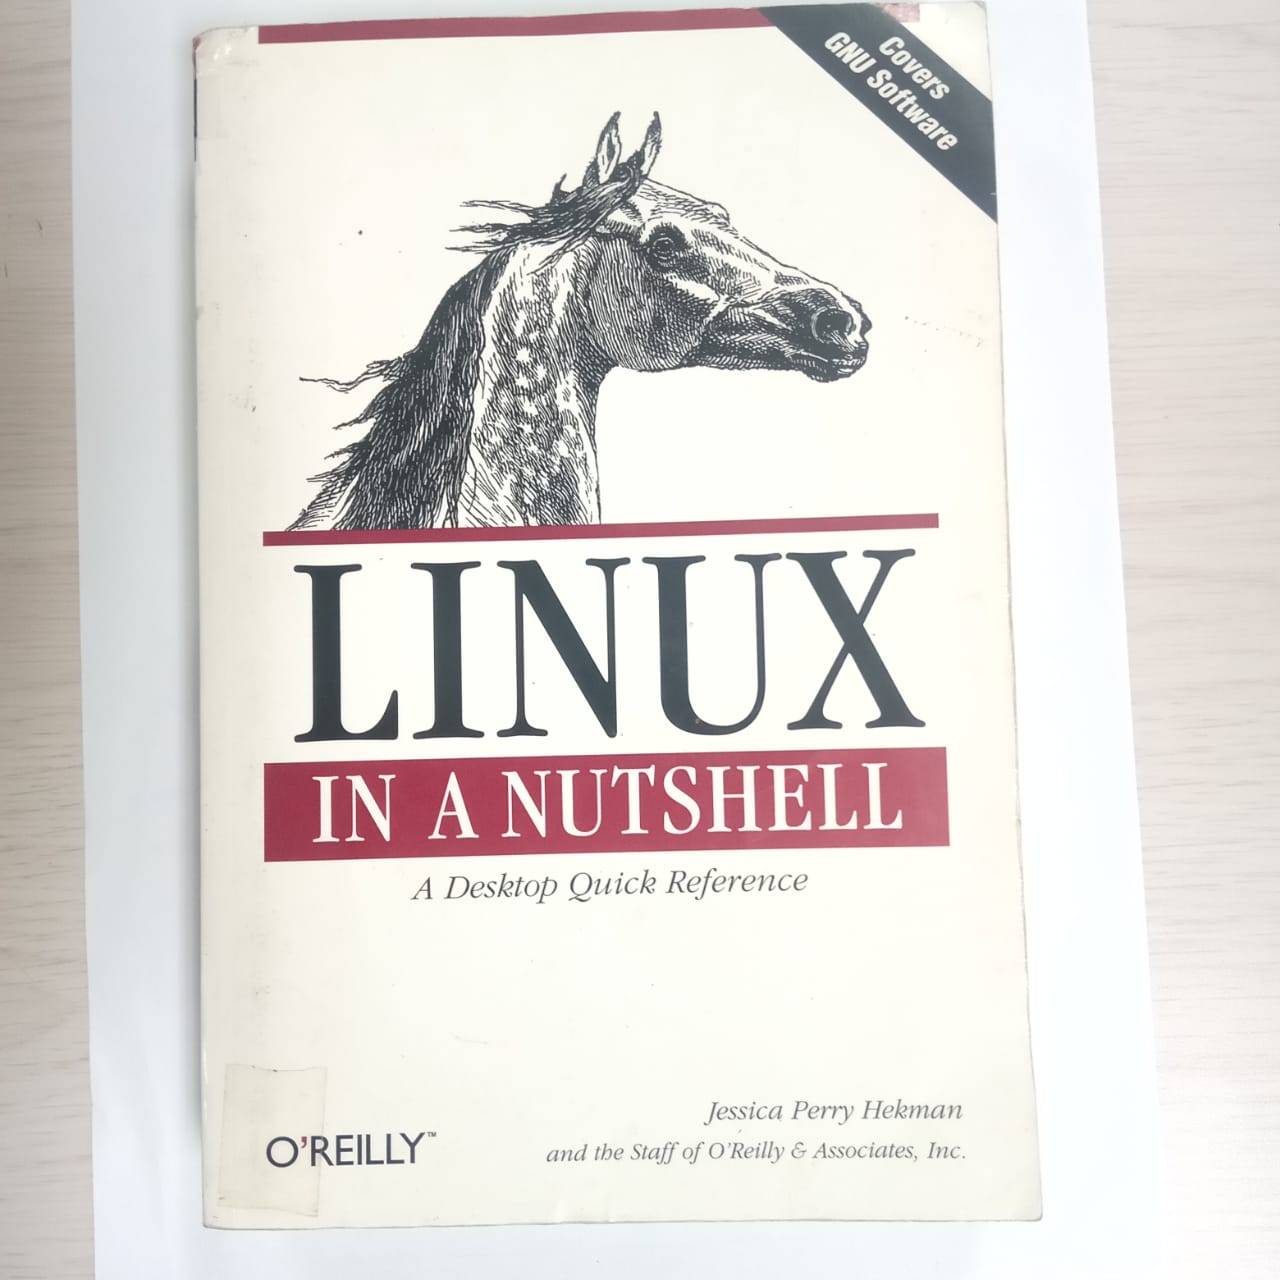 Covers
GNU Software
LINUX
IN A NUTSHELL
A Desktop Quick Reference
Jessica Perry Hekman
and the Staff of O'Reilly & Associates, Inc.
O'REILLY™